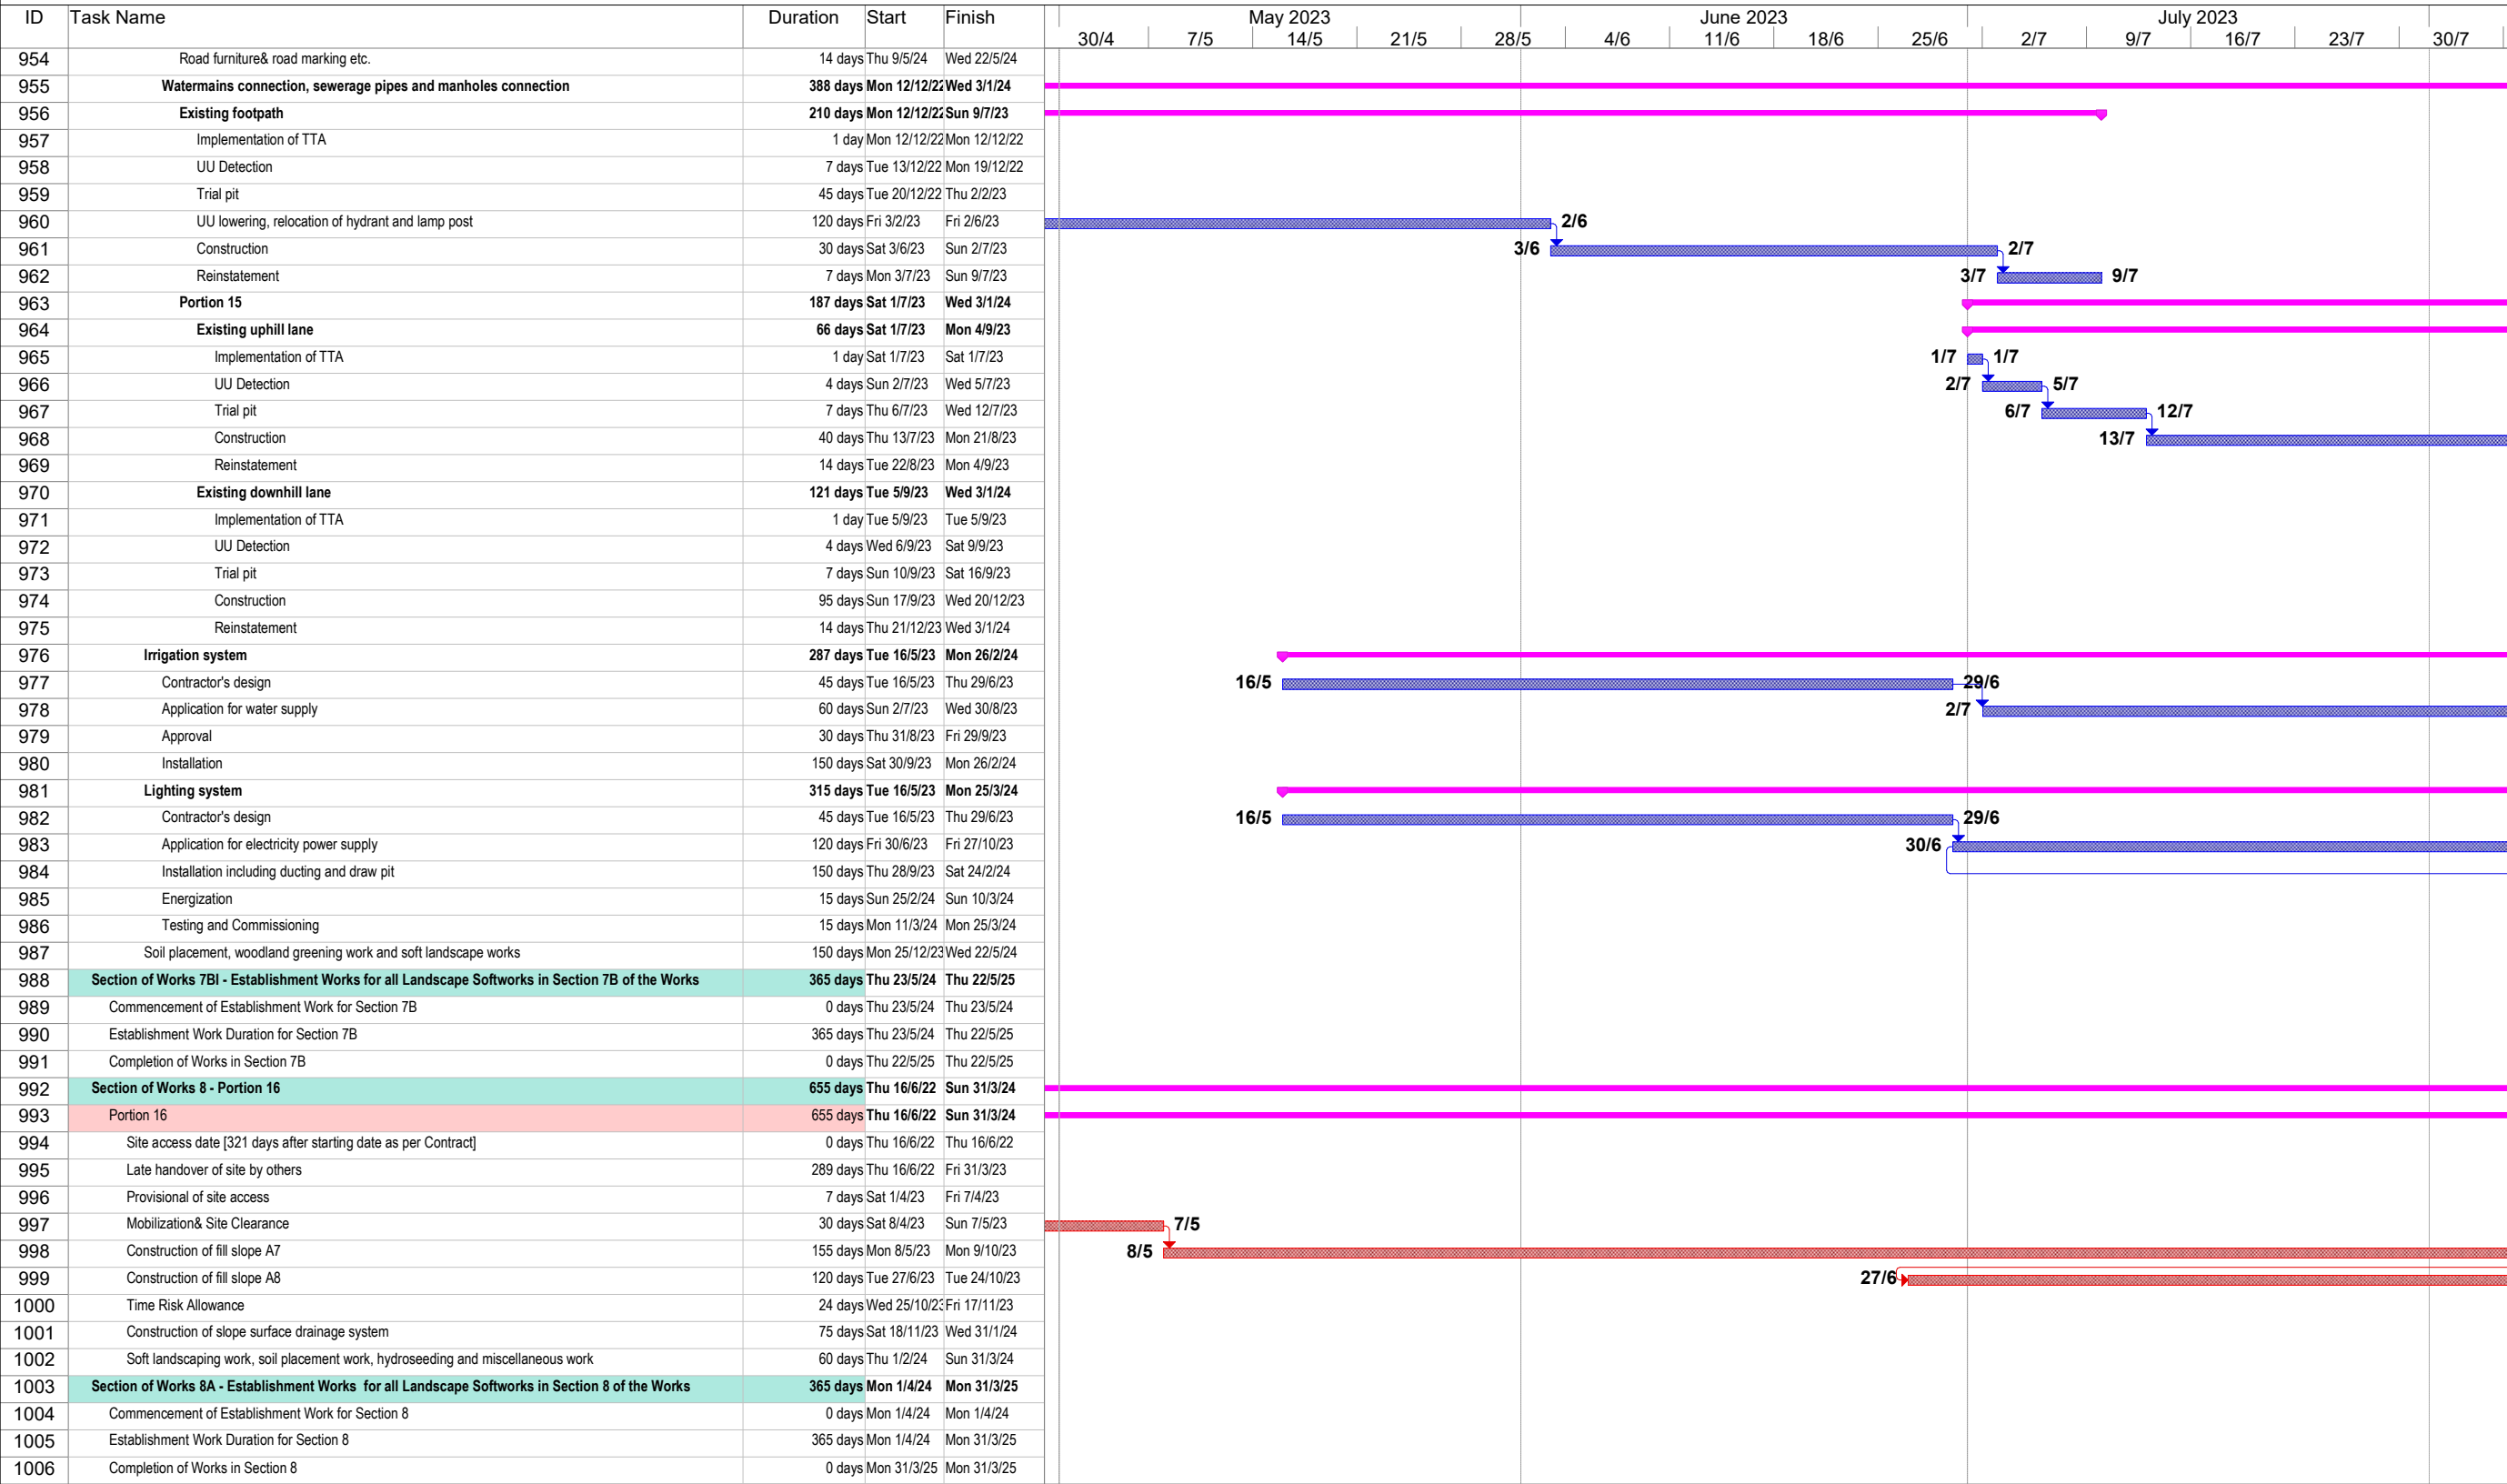 ID Task Name Duration Start Finish May 2023 June 2023 July 2023
30/4 7/5 14/5 21/5 28/5 4/6 11/6 18/6 25/6 2/7 9/7 16/7 23/7 30/7
954 Road furniture& road marking etc. 14 days Thu 9/5/24 Wed 22/5/24
955 Watermains connection, sewerage pipes and manholes connection 388 days Mon 12/12/22 Wed 3/1/24
956 Existing footpath 210 days Mon 12/12/22 Sun 9/7/23
957 Implementation of TTA 1 day Mon 12/12/22 Mon 12/12/22
958 UU Detection 7 days Tue 13/12/22 Mon 19/12/22
959 Trial pit 45 days Tue 20/12/22 Thu 2/2/23
960 UU lowering, relocation of hydrant and lamp post 120 days Fri 3/2/23 Fri 2/6/23 2/6
961 Construction 30 days Sat 3/6/23 Sun 2/7/23 3/6 2/7
962 Reinstatement 7 days Mon 3/7/23 Sun 9/7/23 3/7 9/7
963 Portion 15 187 days Sat 1/7/23 Wed 3/1/24
964 Existing uphill lane 66 days Sat 1/7/23 Mon 4/9/23
965 Implementation of TTA 1 day Sat 1/7/23 Sat 1/7/23 1/7 1/7
966 UU Detection 4 days Sun 2/7/23 Wed 5/7/23 2/7 5/7
967 Trial pit 7 days Thu 6/7/23 Wed 12/7/23 6/7 12/7
968 Construction 40 days Thu 13/7/23 Mon 21/8/23 13/7
969 Reinstatement 14 days Tue 22/8/23 Mon 4/9/23
970 Existing downhill lane 121 days Tue 5/9/23 Wed 3/1/24
971 Implementation of TTA 1 day Tue 5/9/23 Tue 5/9/23
972 UU Detection 4 days Wed 6/9/23 Sat 9/9/23
973 Trial pit 7 days Sun 10/9/23 Sat 16/9/23
974 Construction 95 days Sun 17/9/23 Wed 20/12/23
975 Reinstatement 14 days Thu 21/12/23 Wed 3/1/24
976 Irrigation system 287 days Tue 16/5/23 Mon 26/2/24
977 Contractor's design 45 days Tue 16/5/23 Thu 29/6/23 16/5 29/6
978 Application for water supply 60 days Sun 2/7/23 Wed 30/8/23 2/7
979 Approval 30 days Thu 31/8/23 Fri 29/9/23
980 Installation 150 days Sat 30/9/23 Mon 26/2/24
981 Lighting system 315 days Tue 16/5/23 Mon 25/3/24
982 Contractor's design 45 days Tue 16/5/23 Thu 29/6/23 16/5 29/6
983 Application for electricity power supply 120 days Fri 30/6/23 Fri 27/10/23 30/6
984 Installation including ducting and draw pit 150 days Thu 28/9/23 Sat 24/2/24
985 Energization 15 days Sun 25/2/24 Sun 10/3/24
986 Testing and Commissioning 15 days Mon 11/3/24 Mon 25/3/24
987 Soil placement, woodland greening work and soft landscape works 150 days Mon 25/12/23 Wed 22/5/24
988 Section of Works 7BI - Establishment Works for all Landscape Softworks in Section 7B of the Works 365 days Thu 23/5/24 Thu 22/5/25
989 Commencement of Establishment Work for Section 7B 0 days Thu 23/5/24 Thu 23/5/24
990 Establishment Work Duration for Section 7B 365 days Thu 23/5/24 Thu 22/5/25
991 Completion of Works in Section 7B 0 days Thu 22/5/25 Thu 22/5/25
992 Section of Works 8 - Portion 16 655 days Thu 16/6/22 Sun 31/3/24
993 Portion 16 655 days Thu 16/6/22 Sun 31/3/24
994 Site access date [321 days after starting date as per Contract] 0 days Thu 16/6/22 Thu 16/6/22
995 Late handover of site by others 289 days Thu 16/6/22 Fri 31/3/23
996 Provisional of site access 7 days Sat 1/4/23 Fri 7/4/23
997 Mobilization& Site Clearance 30 days Sat 8/4/23 Sun 7/5/23 7/5
998 Construction of fill slope A7 155 days Mon 8/5/23 Mon 9/10/23 8/5
999 Construction of fill slope A8 120 days Tue 27/6/23 Tue 24/10/23 27/6
1000 Time Risk Allowance 24 days Wed 25/10/23 Fri 17/11/23
1001 Construction of slope surface drainage system 75 days Sat 18/11/23 Wed 31/1/24
1002 Soft landscaping work, soil placement work, hydroseeding and miscellaneous work 60 days Thu 1/2/24 Sun 31/3/24
1003 Section of Works 8A - Establishment Works for all Landscape Softworks in Section 8 of the Works 365 days Mon 1/4/24 Mon 31/3/25
1004 Commencement of Establishment Work for Section 8 0 days Mon 1/4/24 Mon 1/4/24
1005 Establishment Work Duration for Section 8 365 days Mon 1/4/24 Mon 31/3/25
1006 Completion of Works in Section 8 0 days Mon 31/3/25 Mon 31/3/25